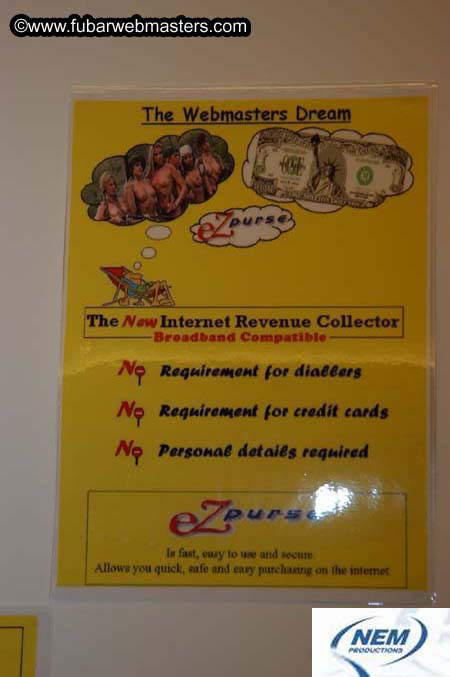 © www.fubarwebmasters.com
The Webmasters Dream
eZpurse
The New Internet Revenue Collector
Broadband Compatible
No Requirement for diallers
No Requirement for credit cards
No Personal details required
eZpurse
Is fast, easy to use and secure.
Allows you quick, safe and easy purchasing on the internet
NEM
PRODUCTIONS